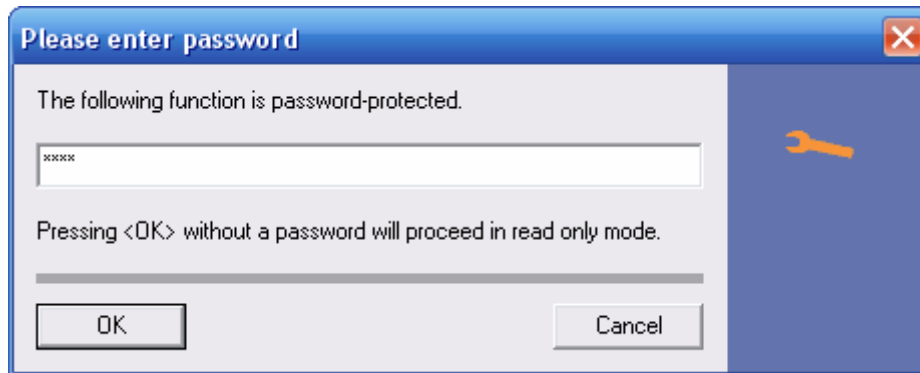 Please enter password
The following function is password-protected.
****
Pressing <OK> without a password will proceed in read only mode.
OK
Cancel